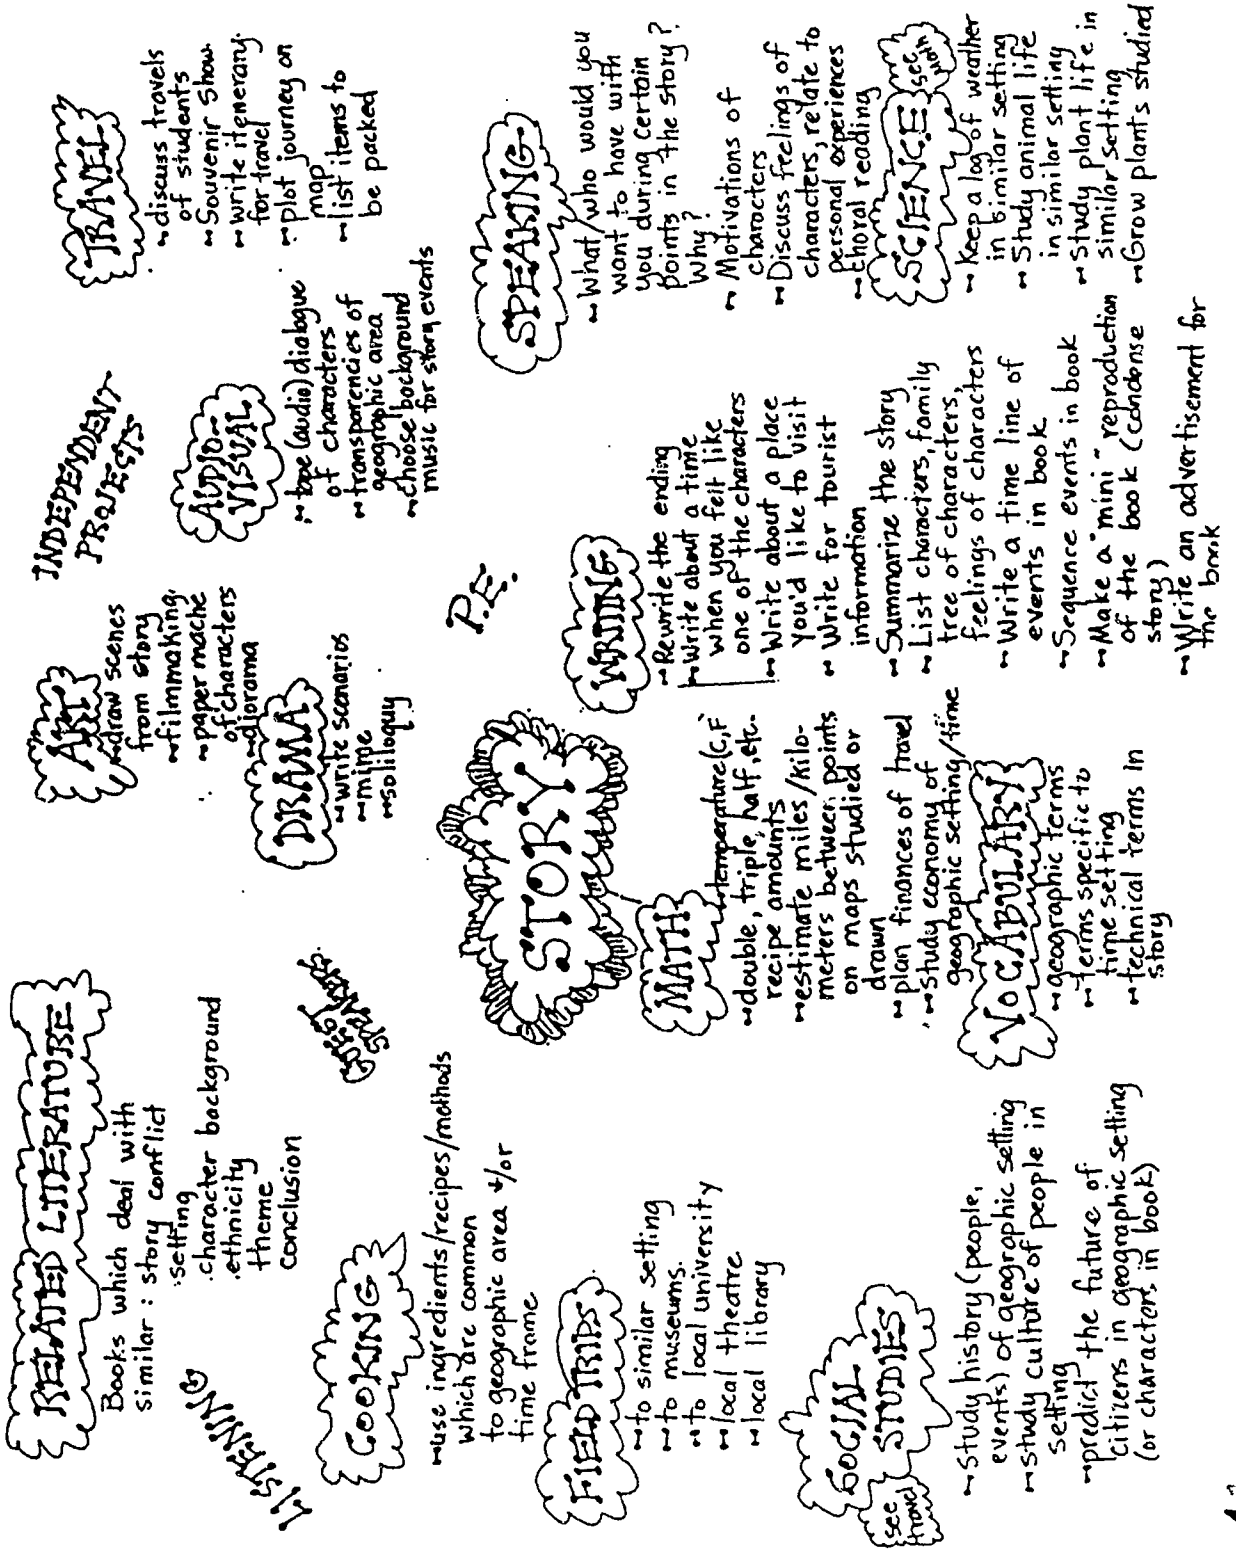 RELATED LITERATURE
Books which deal with
similar: story conflict
setting
character background
ethnicity
theme
conclusion
LISTENING
COOKING
use ingredients/recipes/methods
which are common
to geographic area +/or
time frame
GUEST
SPEAKERS
FIELD TRIPS
to similar setting
to museums
to local university
local theatre
local library
SOCIAL
STUDIES
see
travel
Study history (people,
events) of geographic setting
study culture of people in
setting
predict the future of
citizens in geographic setting
(or characters in book)
ART
draw scenes
from story
filmmaking
paper mache
of characters
diorama
DRAMA
write scenarios
mime
soliloquy
STORY
MATH
temperature (C,F)
double, triple, half, etc.
recipe amounts
estimate miles/kilo-
meters between points
on maps studied or
drawn
plan finances of travel
study economy of
geographic setting/time
VOCABULARY
geographic terms
terms specific to
time setting
technical terms in
story
INDEPENDENT
PROJECTS
AUDIO-
VISUAL
tape (audio) dialogue
of characters
transparencies of
geographic area
choose background
music for story events
P.E.
WRITING
Rewrite the ending
Write about a time
when you felt like
one of the characters
Write about a place
you'd like to visit
Write for tourist
information
Summarize the story
List characters, family
tree of characters,
feelings of characters
Write a time line of
events in book
Sequence events in book
Make a "mini" reproduction
of the book (condense
story)
Write an advertisement for
the book
TRAVEL
discuss travels
of students
Souvenir Show
write itenerary
for travel
plot journey on
map
list items to
be packed
SPEAKING
What/who would you
want to have with
you during certain
points in the story?
Why?
Motivations of
characters
Discuss feelings of
characters, relate to
personal experiences
choral reading
SCIENCE
see
math
Keep a log of weather
in bimilar setting
Study animal life
in similar setting
Study plant life in
similar setting
Grow plants studied